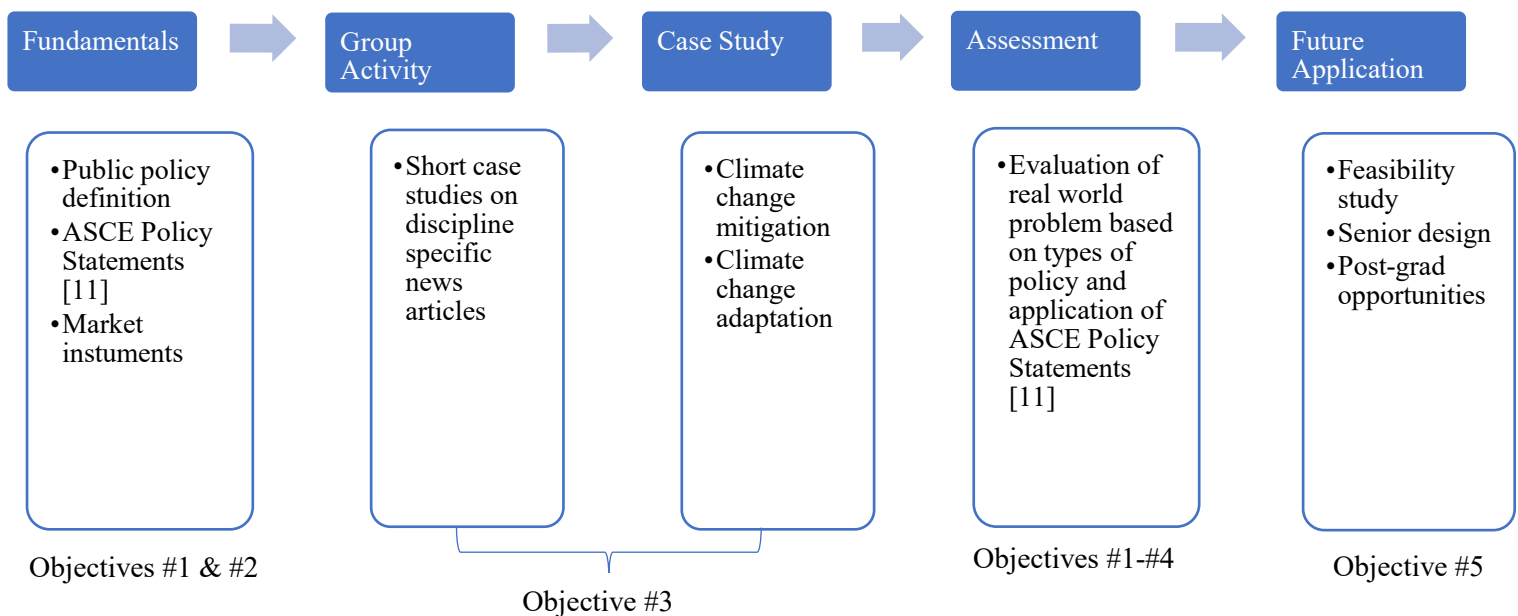 Fundamentals
Group
Activity
Case Study
Assessment
Future
Application
•Public policy
definition
•ASCE Policy
Statements
[11]
•Market
instuments
•Short case
studies on
discipline
specific
news
articles
•Climate
change
mitigation
•Climate
change
adaptation
•Evaluation of
real world
problem based
on types of
policy and
application of
ASCE Policy
Statements
[11]
•Feasibility
study
•Senior design
•Post-grad
opportunities
Objectives #1 & #2
Objective #3
Objectives #1-#4
Objective #5